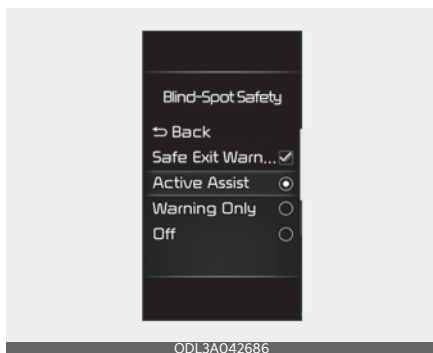 Blind-Spot Safety
Back
Safe Exit Warn...
Active Assist
Warning Only
Off
ODL3A042686